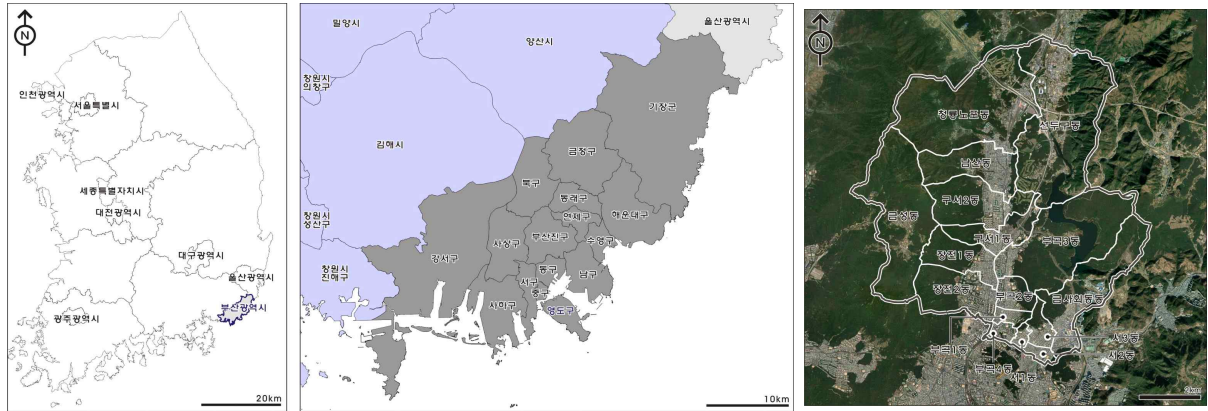 N
인천광역시
서울특별시
세종특별자치시
대전광역시
대구광역시
울산광역시
부산광역시
광주광역시
20km
밀양시
울산광역시
양산시
창원시
의창구
기장군
김해시
금정구
북구
동래구
창원시
성산구
연제구
해운대구
사상구
부산진구
수영구
강서구
창원시
진해구
동구
남구
서구
중구
사하구
영도구
10km
N
청룡노포동
선두구동
남산동
구서2동
금성동
구서1동
부곡3동
장전1동
장전2동
부곡2동
금사회동동
부곡1동
서3동
서2동
부곡4동
서1동
2km